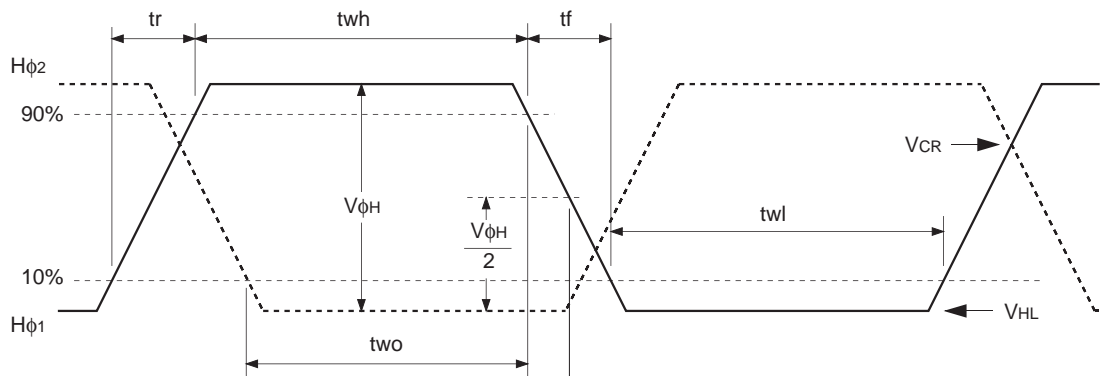 tr
twh
tf
Hϕ2
90%
VCR
VϕH
VϕH
2
twl
10%
Hϕ1
VHL
two